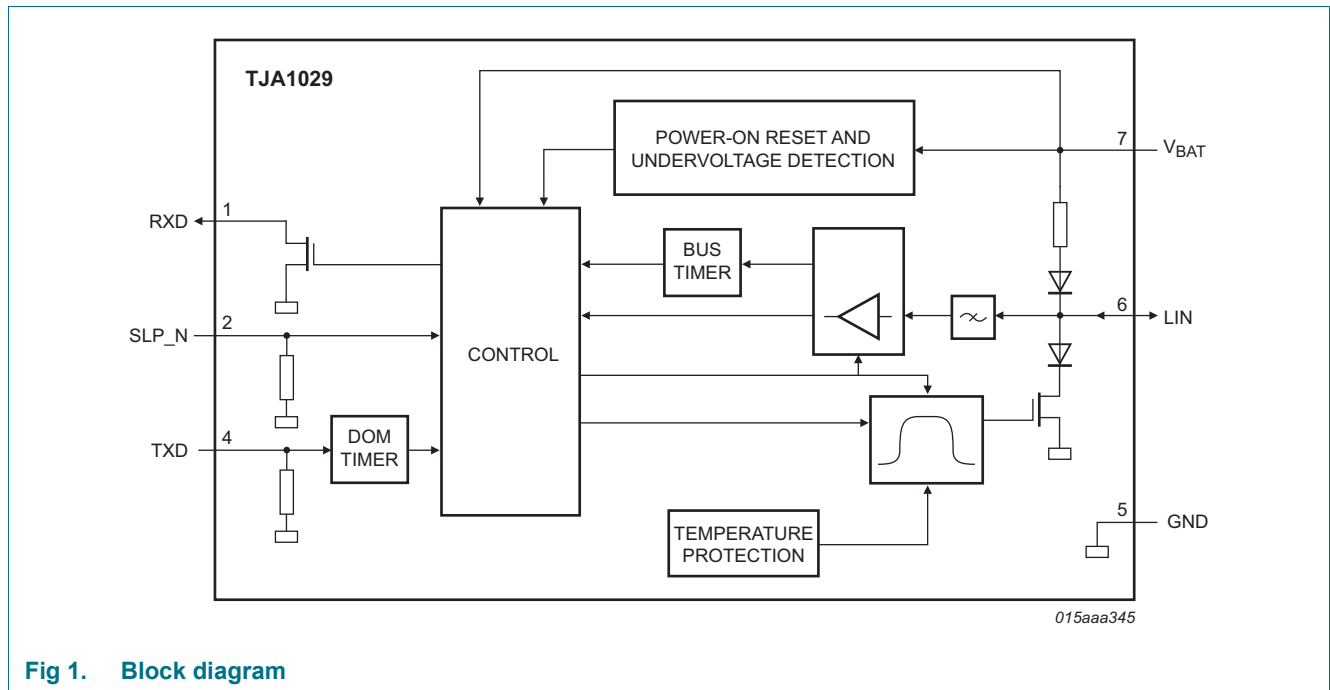 TJA1029
POWER-ON RESET AND
UNDERVOLTAGE DETECTION
7
VBAT
1
RXD
BUS
TIMER
6
LIN
2
SLP_N
CONTROL
4
TXD
DOM
TIMER
5
GND
TEMPERATURE
PROTECTION
015aaa345
Fig 1. Block diagram